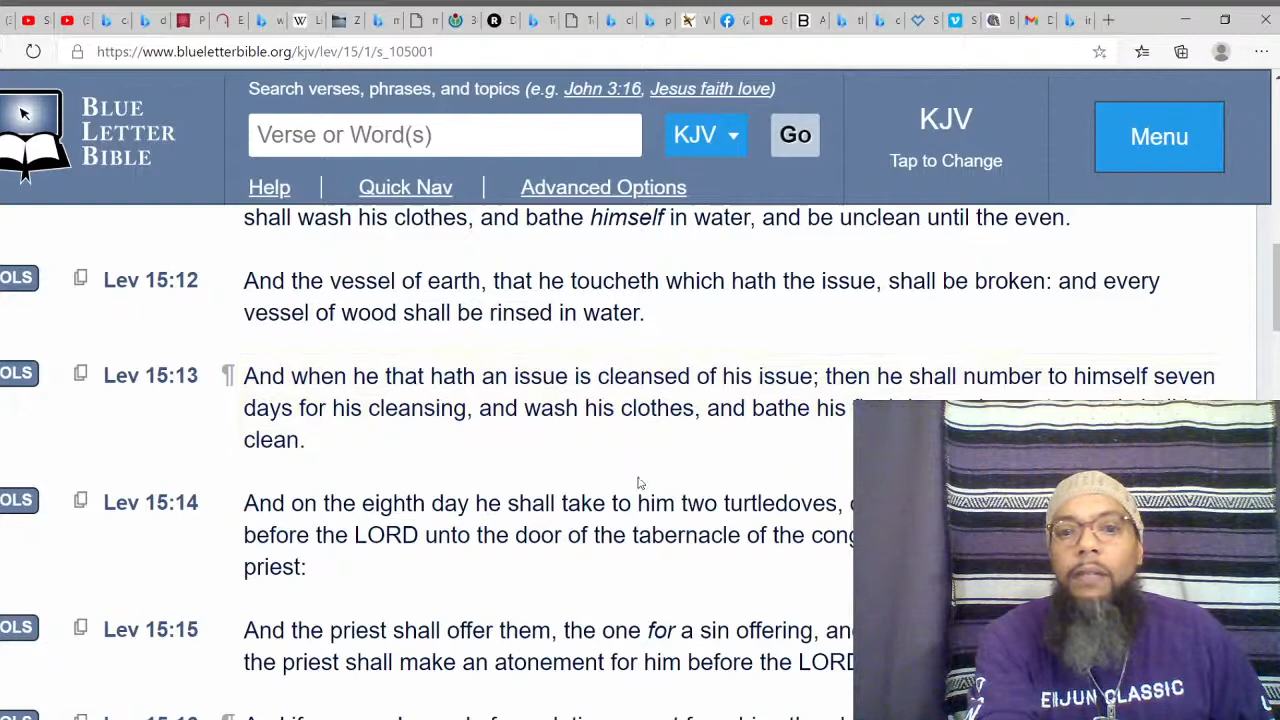 https://www.blueletterbible.org/kjv/lev/15/1/s_105001
BLUE
LETTER
BIBLE
Search verses, phrases, and topics (e.g. John 3:16, Jesus faith love)
Verse or Word(s)
KJV
Go
Help | Quick Nav | Advanced Options
KJV
Tap to Change
Menu
shall wash his clothes, and bathe himself in water, and be unclean until the even.
OLS Lev 15:12 And the vessel of earth, that he toucheth which hath the issue, shall be broken: and every
vessel of wood shall be rinsed in water.
OLS Lev 15:13 ¶ And when he that hath an issue is cleansed of his issue; then he shall number to himself seven
days for his cleansing, and wash his clothes, and bathe his
clean.
OLS Lev 15:14 And on the eighth day he shall take to him two turtledoves,
before the LORD unto the door of the tabernacle of the cong
priest:
OLS Lev 15:15 And the priest shall offer them, the one for a sin offering, an
the priest shall make an atonement for him before the LORD
CLASSIC